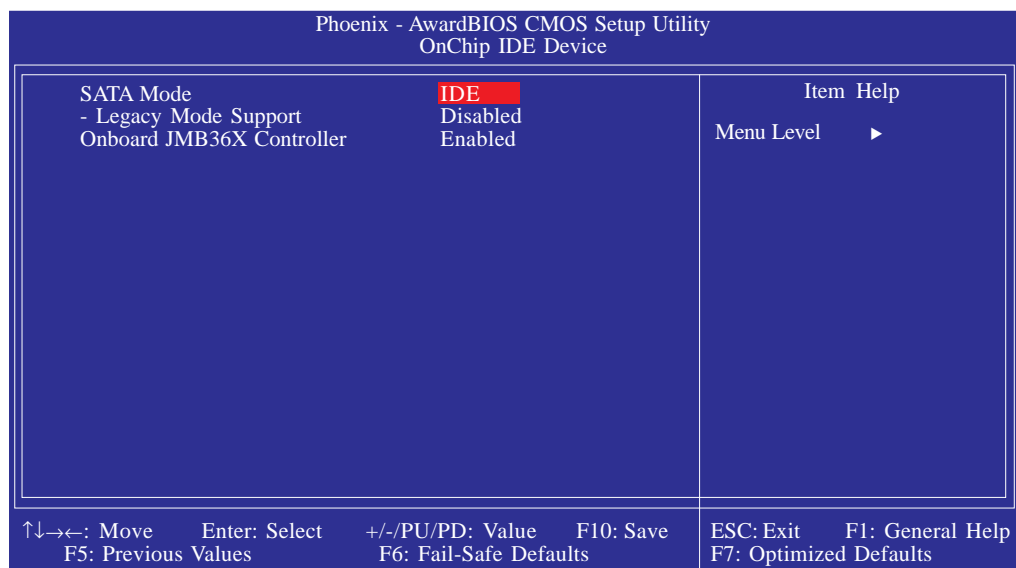 Phoenix - AwardBIOS CMOS Setup Utility
OnChip IDE Device
SATA Mode IDE
- Legacy Mode Support Disabled
Onboard JMB36X Controller Enabled
Item Help
Menu Level ►
↑↓→←: Move Enter: Select +/-/PU/PD: Value F10: Save ESC: Exit F1: General Help
F5: Previous Values F6: Fail-Safe Defaults F7: Optimized Defaults